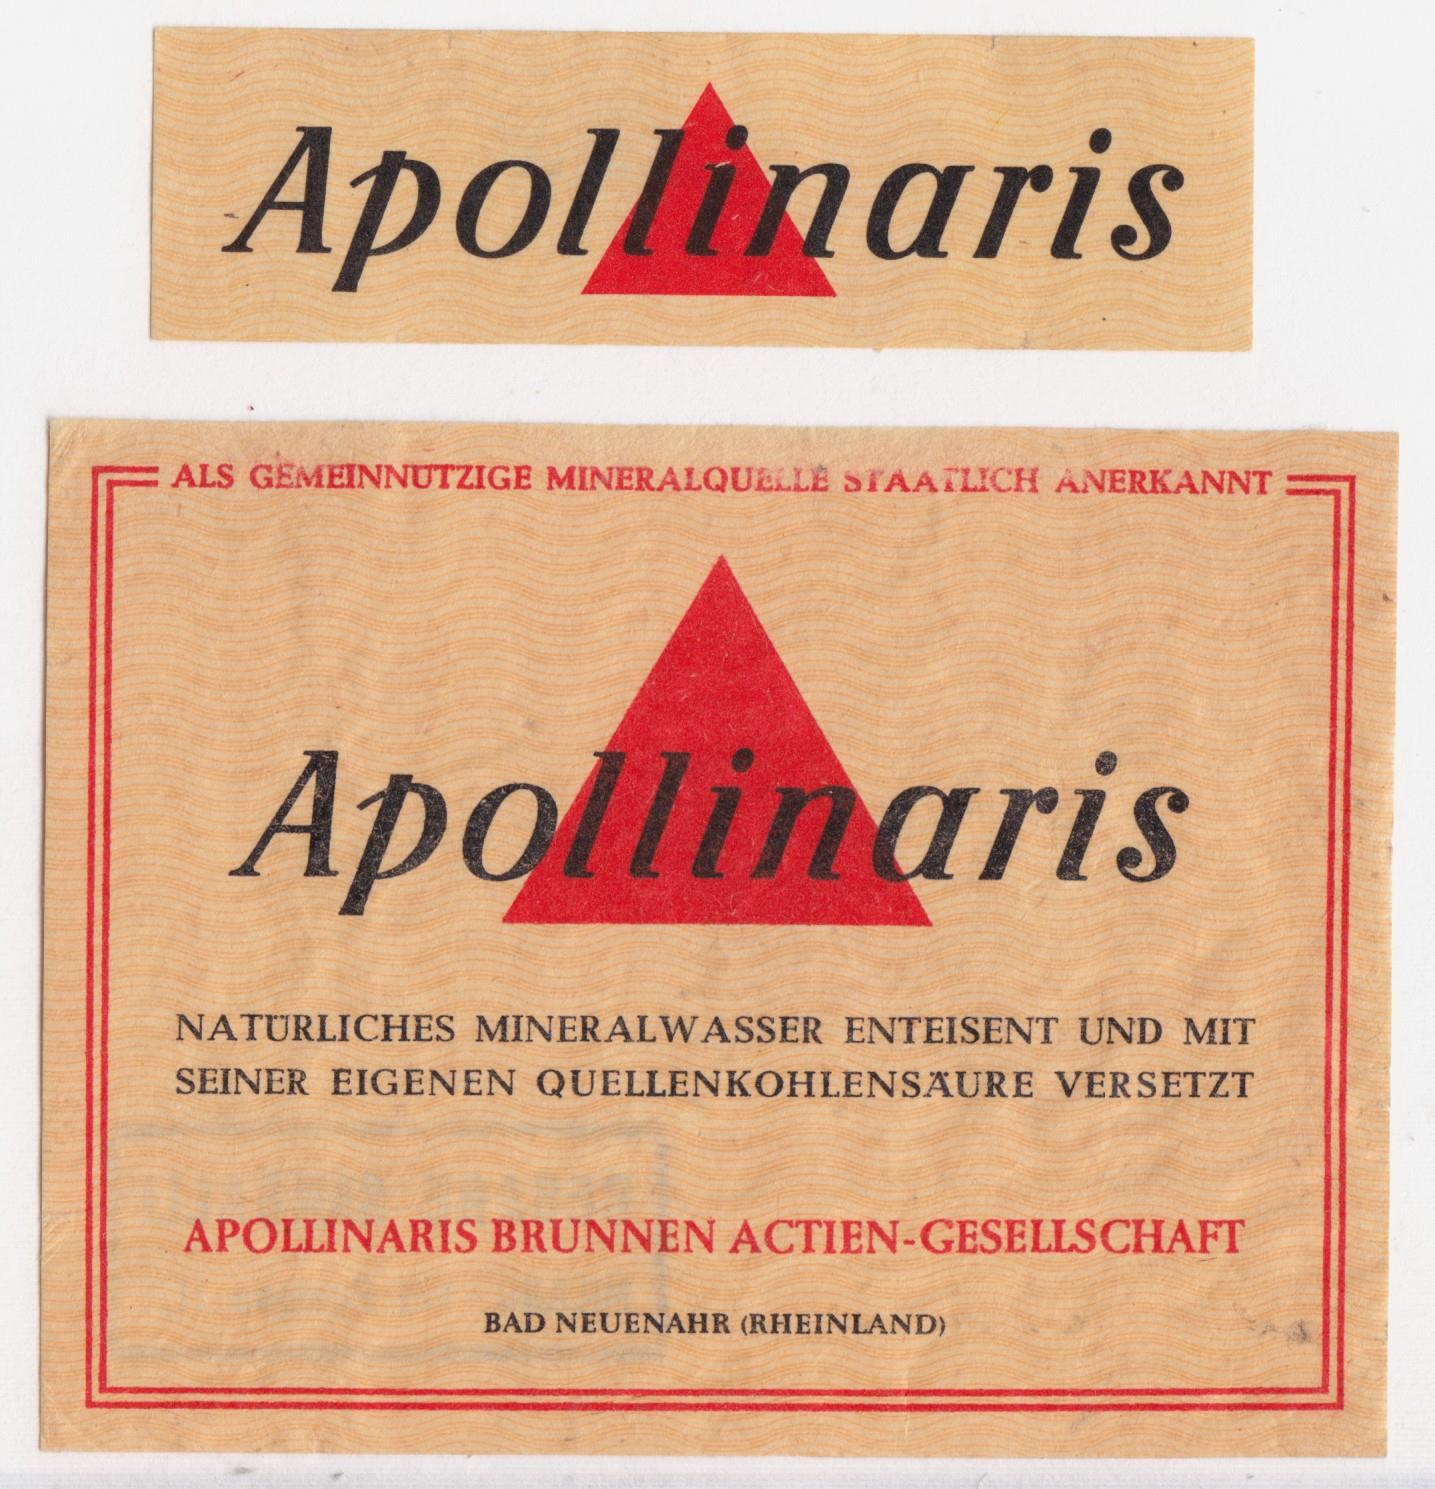 Apollinaris
ALS GEMEINNÜTZIGE MINERALQUELLE STAATLICH ANERKANNT
Apollinaris
NATÜRLICHES MINERALWASSER ENTEISENT UND MIT
SEINER EIGENEN QUELLENKOHLENSÄURE VERSETZT
APOLLINARIS BRUNNEN ACTIEN-GESELLSCHAFT
BAD NEUENAHR (RHEINLAND)